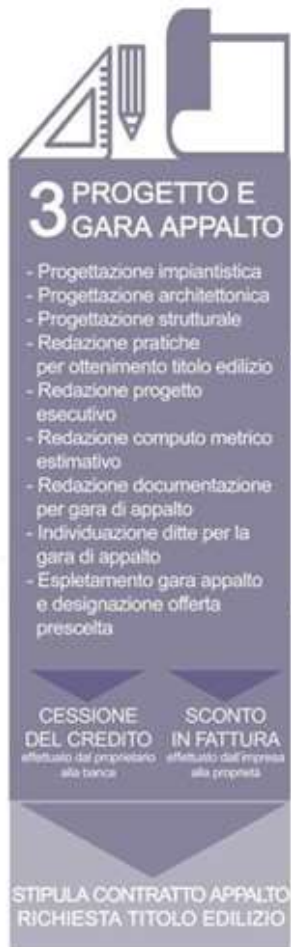 3 PROGETTO E
GARA APPALTO
- Progettazione impiantistica
- Progettazione architettonica
- Progettazione strutturale
- Redazione pratiche
per ottenimento titolo edilizio
- Redazione progetto
esecutivo
- Redazione computo metrico
estimativo
- Redazione documentazione
per gara di appalto
- Individuazione ditte per la
gara di appalto
- Espletamento gara appalto
e designazione offerta
prescelta
CESSIONE
DEL CREDITO
effettuato dal proprietario
alla banca
SCONTO
IN FATTURA
effettuato dall'impresa
alla proprietà
STIPULA CONTRATTO APPALTO
RICHIESTA TITOLO EDILIZIO